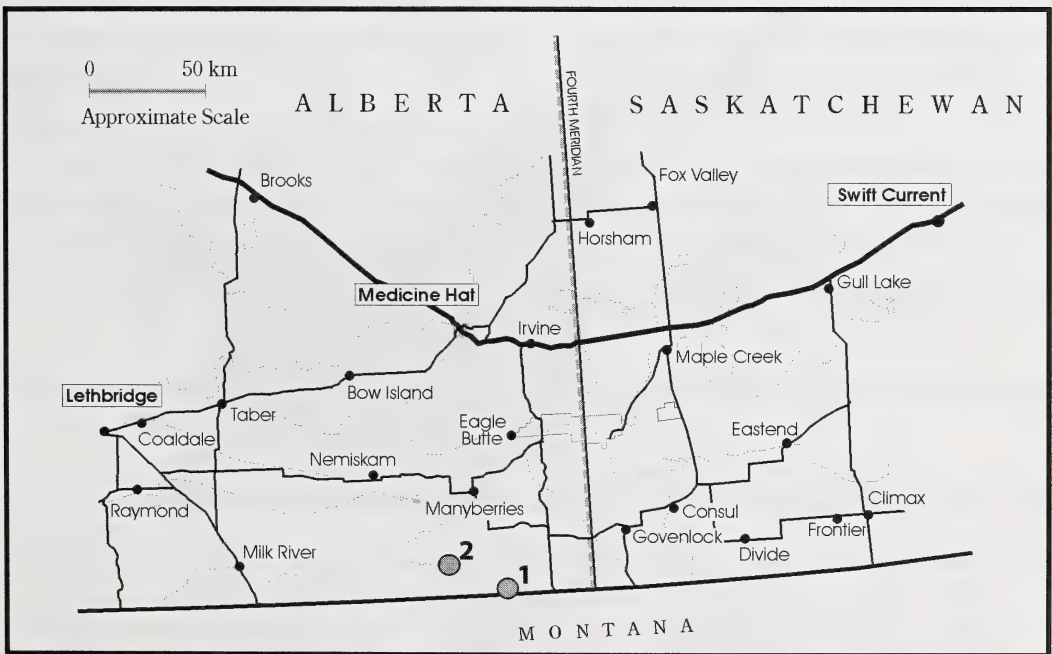 0 50 km
Approximate Scale
ALBERTA
SASKATCHEWAN
FOURTH MERIDIAN
Brooks
Fox Valley
Swift Current
Horsham
Medicine Hat
Gull Lake
Irvine
Maple Creek
Bow Island
Lethbridge
Taber
Coaldale
Eagle
Butte
Eastend
Nemiskam
Manyberries
Raymond
Climax
Consul
Frontier
Govenlock
Divide
Milk River
2
1
MONTANA